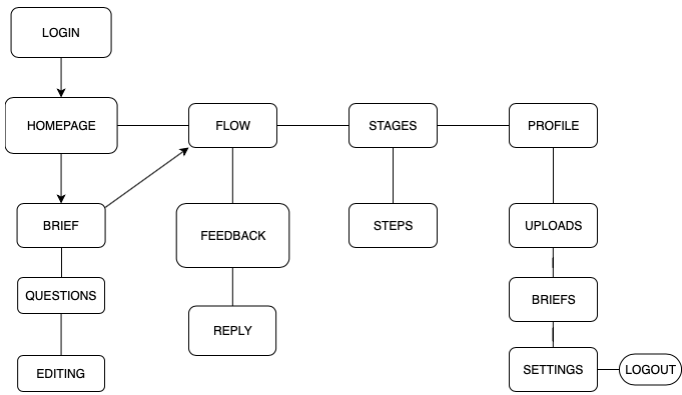 LOGIN
HOMEPAGE
FLOW
STAGES
PROFILE
BRIEF
FEEDBACK
STEPS
UPLOADS
QUESTIONS
BRIEFS
REPLY
EDITING
SETTINGS
LOGOUT